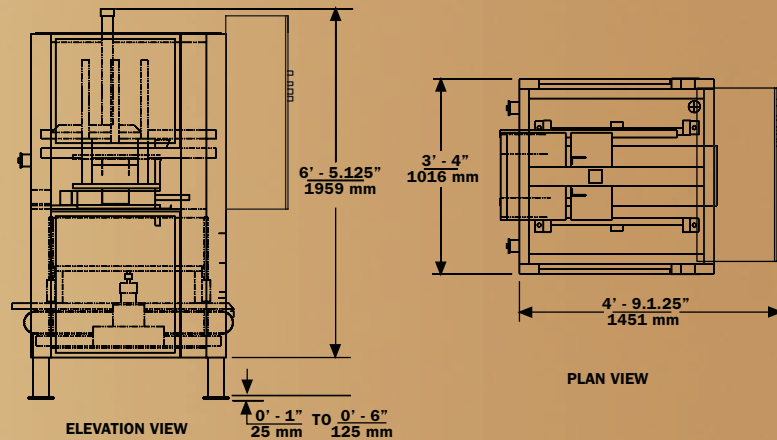 6' - 5.125”
1959 mm
3' - 4”
1016 mm
4' - 9.1.25”
1451 mm
PLAN VIEW
ELEVATION VIEW
0' - 1” TO 0' - 6”
25 mm 125 mm